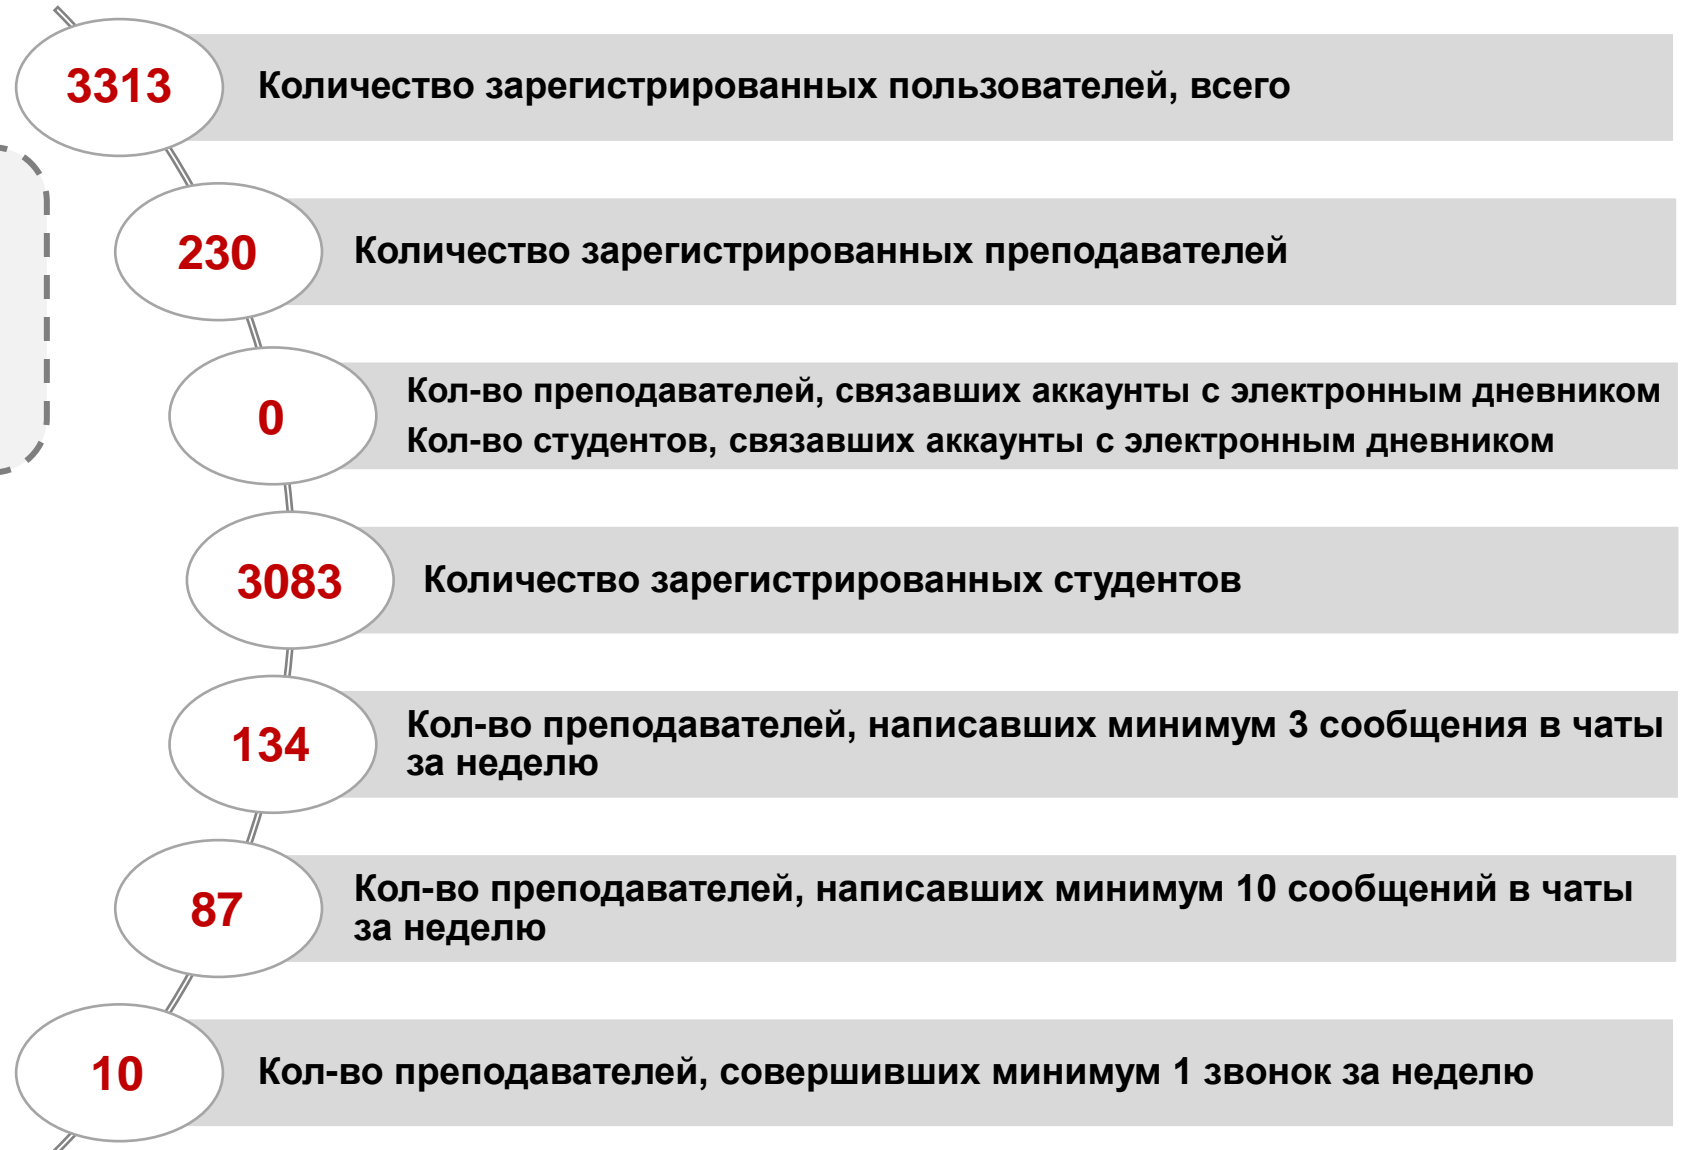 3313
Количество зарегистрированных пользователей, всего
230
Количество зарегистрированных преподавателей
0
Кол-во преподавателей, связавших аккаунты с электронным дневником
Кол-во студентов, связавших аккаунты с электронным дневником
3083
Количество зарегистрированных студентов
134
Кол-во преподавателей, написавших минимум 3 сообщения в чаты
за неделю
87
Кол-во преподавателей, написавших минимум 10 сообщений в чаты
за неделю
10
Кол-во преподавателей, совершивших минимум 1 звонок за неделю